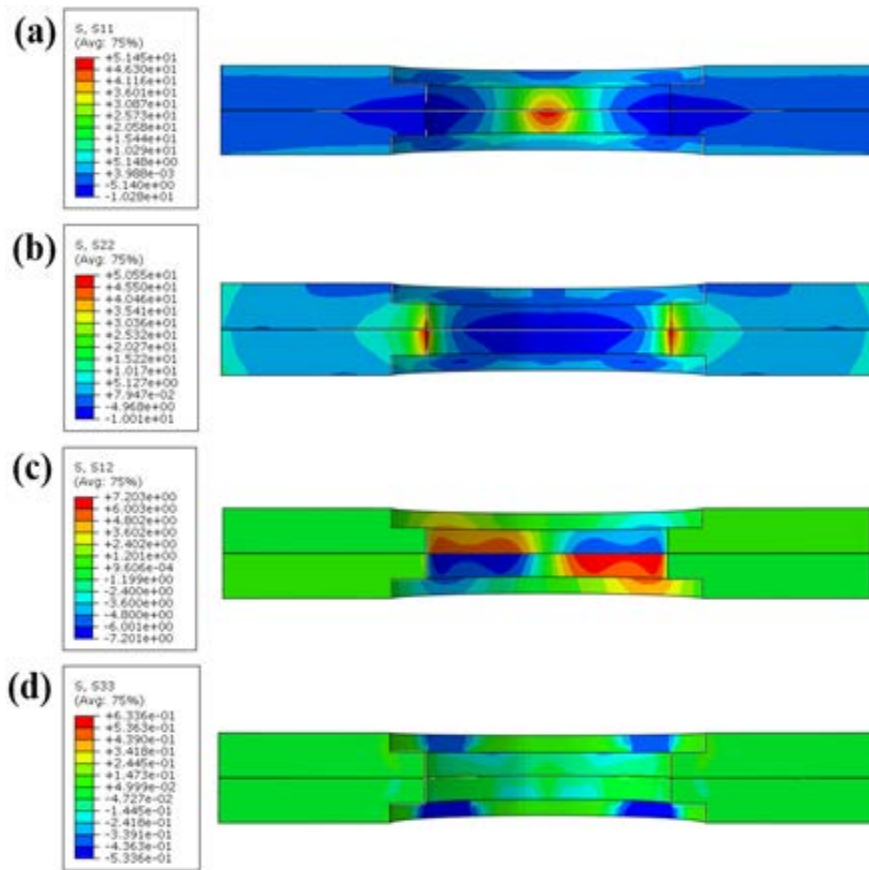 (a)
S, S11
(Avg: 75%)
+5.145e+01
+4.630e+01
+4.116e+01
+3.601e+01
+3.087e+01
+2.573e+01
+2.058e+01
+1.544e+01
+1.029e+01
+5.148e+00
+3.988e-03
-5.140e+00
-1.028e+01
(b)
S, S22
(Avg: 75%)
+5.055e+01
+4.550e+01
+4.046e+01
+3.541e+01
+3.036e+01
+2.532e+01
+2.027e+01
+1.522e+01
+1.017e+01
+5.127e+00
+7.947e-02
-4.968e+00
-1.001e+01
(c)
S, S12
(Avg: 75%)
+7.203e+00
+6.003e+00
+4.802e+00
+3.602e+00
+2.402e+00
+1.201e+00
+9.606e-04
-1.199e+00
-2.400e+00
-3.600e+00
-4.800e+00
-6.001e+00
-7.201e+00
(d)
S, S33
(Avg: 75%)
+6.336e-01
+5.363e-01
+4.390e-01
+3.418e-01
+2.445e-01
+1.473e-01
+4.999e-02
-4.727e-02
-1.445e-01
-2.418e-01
-3.391e-01
-4.363e-01
-5.336e-01